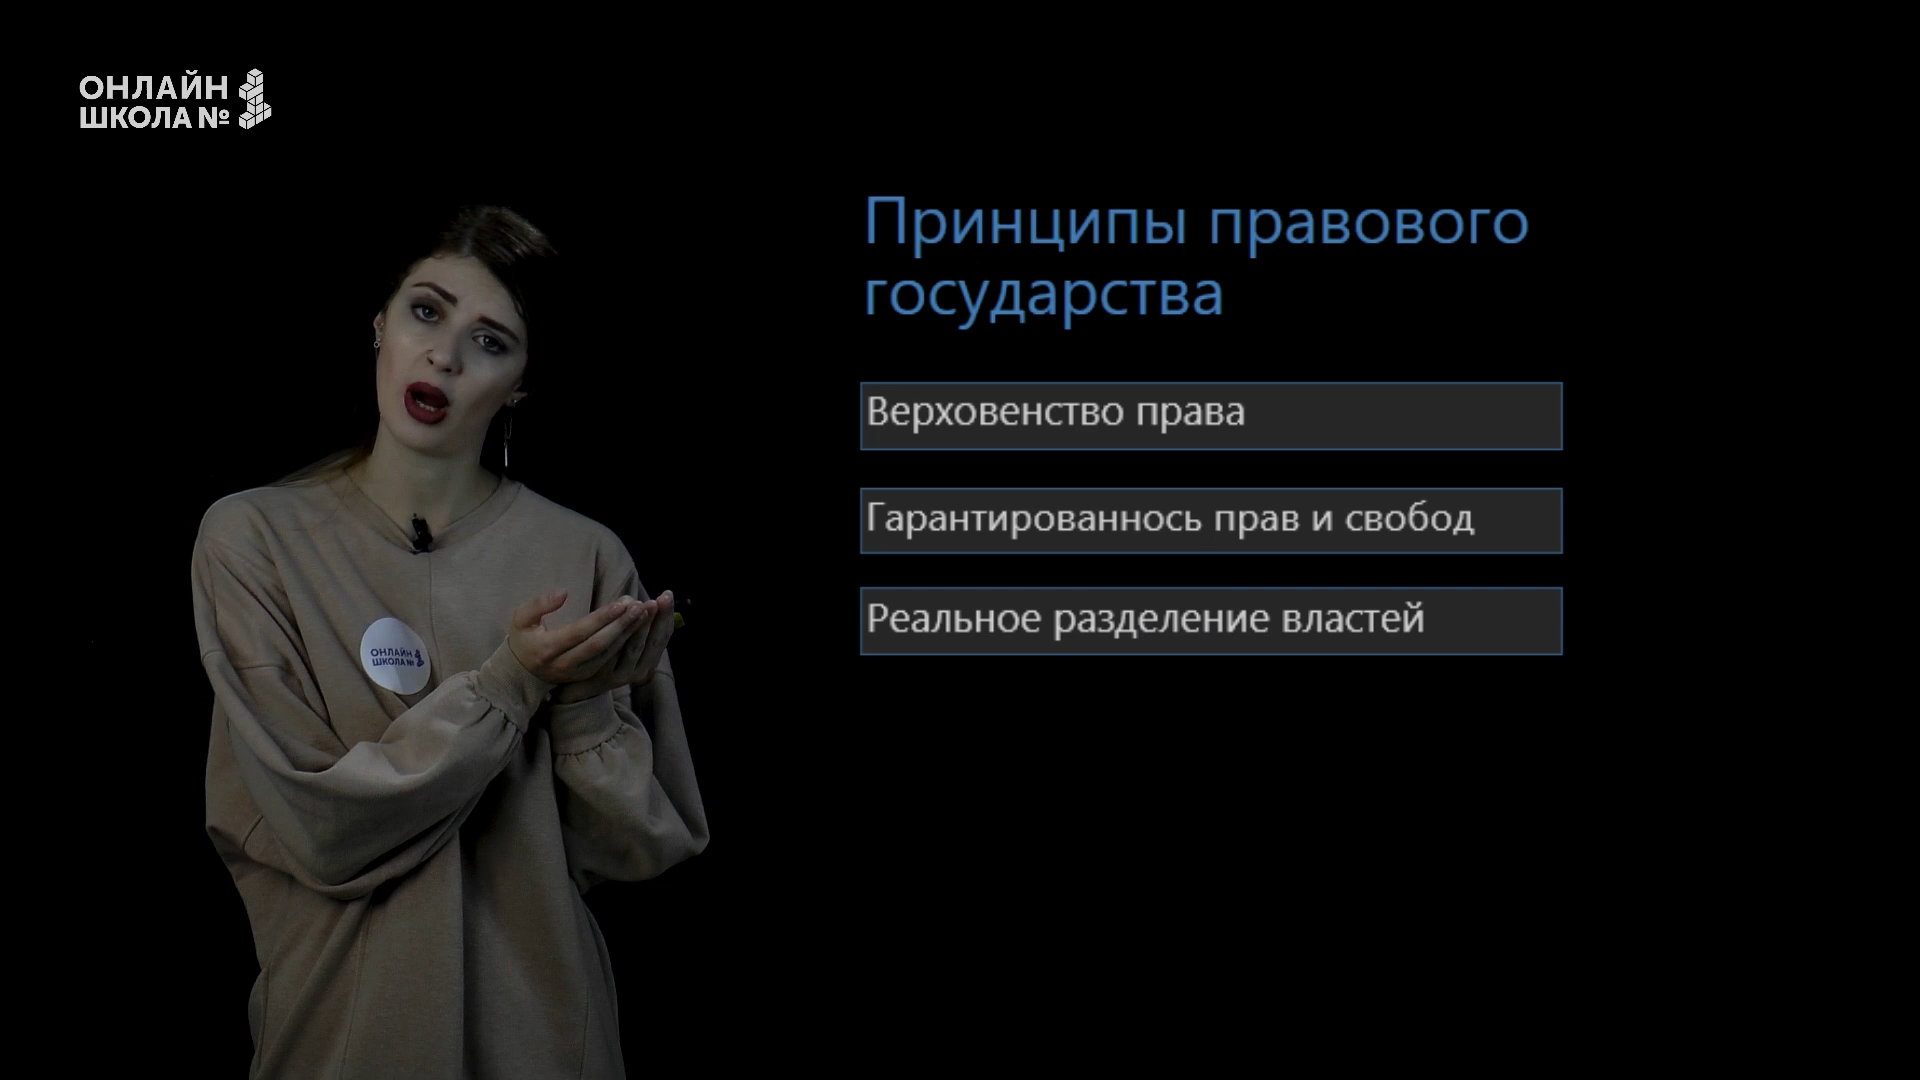 ОНЛАЙН
ШКОЛА №
Принципы правового
государства
Верховенство права
Гарантированнось прав и свобод
Реальное разделение властей
ОНЛАЙН
ШКОЛА №